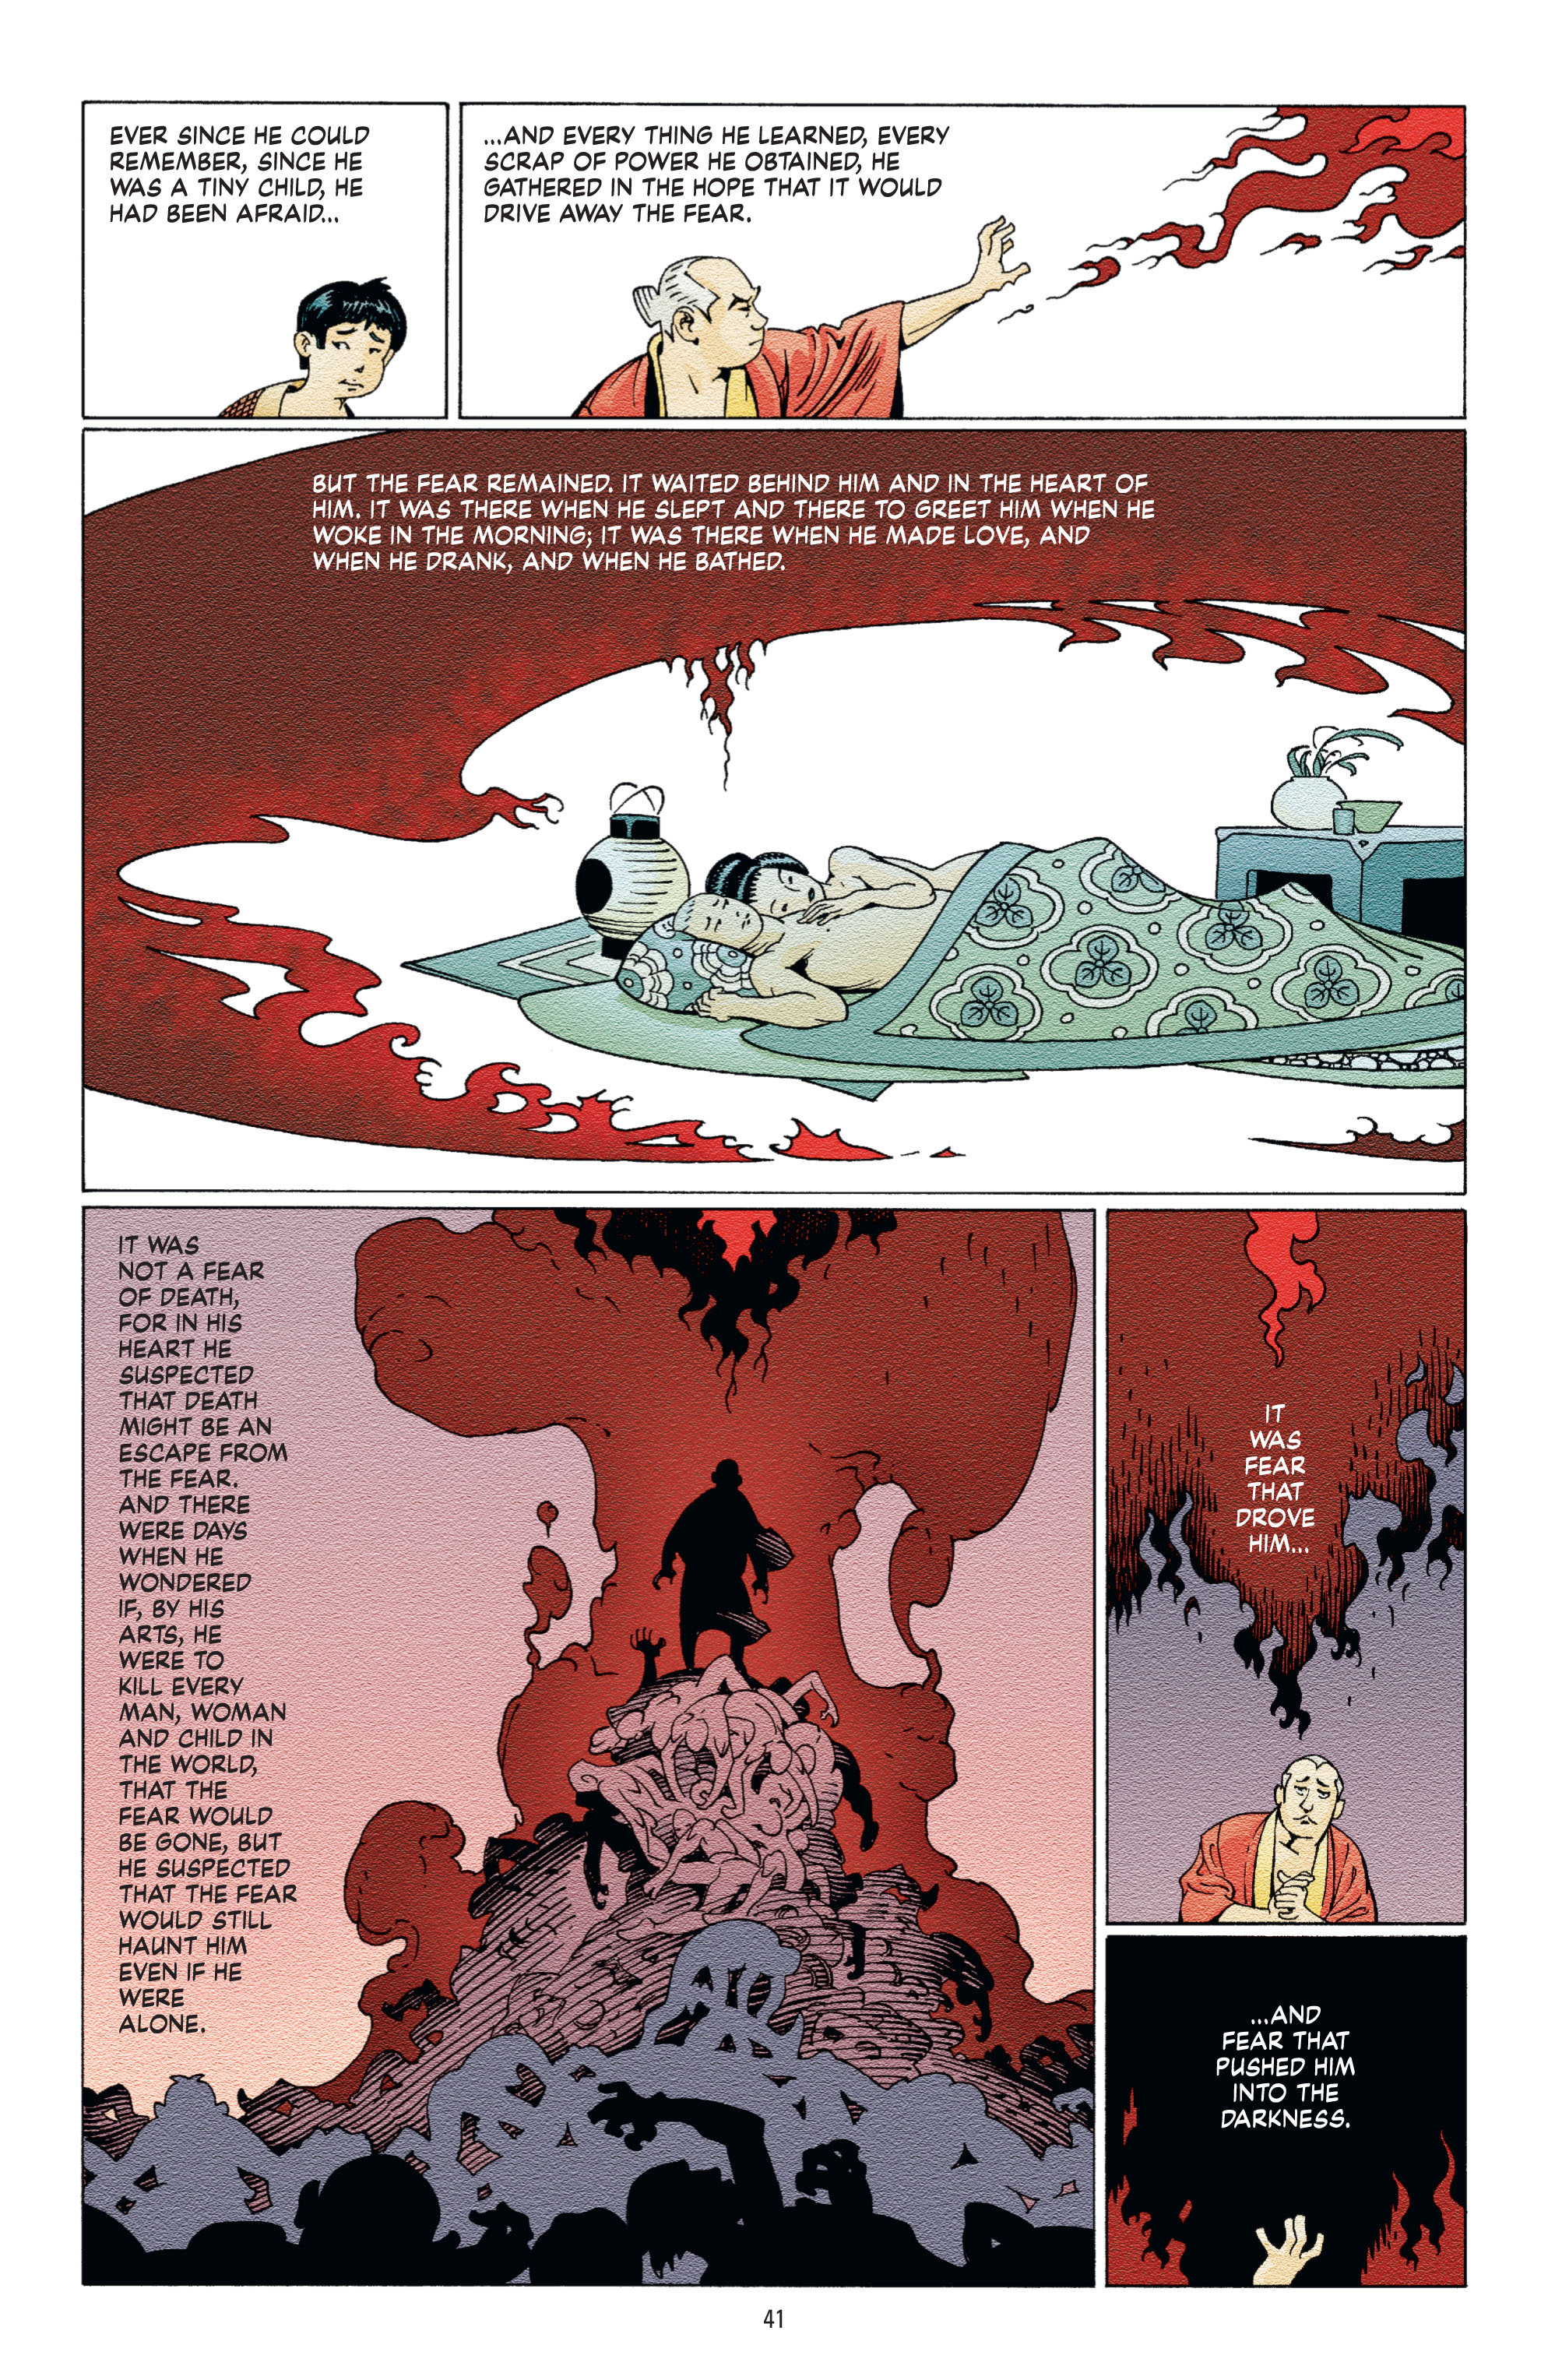 EVER SINCE HE COULD
REMEMBER, SINCE HE
WAS A TINY CHILD, HE
HAD BEEN AFRAID...
...AND EVERY THING HE LEARNED, EVERY
SCRAP OF POWER HE OBTAINED, HE
GATHERED IN THE HOPE THAT IT WOULD
DRIVE AWAY THE FEAR.
BUT THE FEAR REMAINED. IT WAITED BEHIND HIM AND IN THE HEART OF
HIM. IT WAS THERE WHEN HE SLEPT AND THERE TO GREET HIM WHEN HE
WOKE IN THE MORNING; IT WAS THERE WHEN HE MADE LOVE, AND
WHEN HE DRANK, AND WHEN HE BATHED.
IT WAS
NOT A FEAR
OF DEATH,
FOR IN HIS
HEART HE
SUSPECTED
THAT DEATH
MIGHT BE AN
ESCAPE FROM
THE FEAR.
AND THERE
WERE DAYS
WHEN HE
WONDERED
IF, BY HIS
ARTS, HE
WERE TO
KILL EVERY
MAN, WOMAN
AND CHILD IN
THE WORLD,
THAT THE
FEAR WOULD
BE GONE, BUT
HE SUSPECTED
THAT THE FEAR
WOULD STILL
HAUNT HIM
EVEN IF HE
WERE
ALONE.
IT
WAS
FEAR
THAT
DROVE
HIM...
...AND
FEAR THAT
PUSHED HIM
INTO THE
DARKNESS.
41